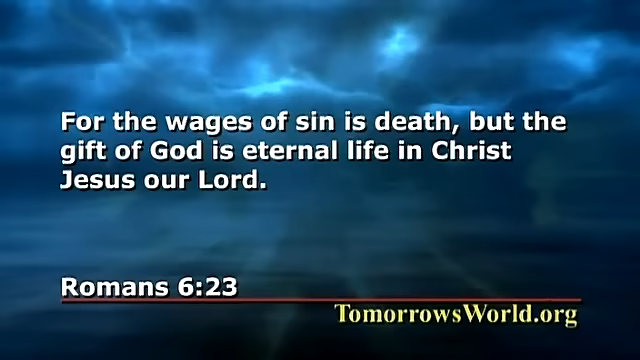 For the wages of sin is death, but the
gift of God is eternal life in Christ
Jesus our Lord.
Romans 6:23
TomorrowsWorld.org